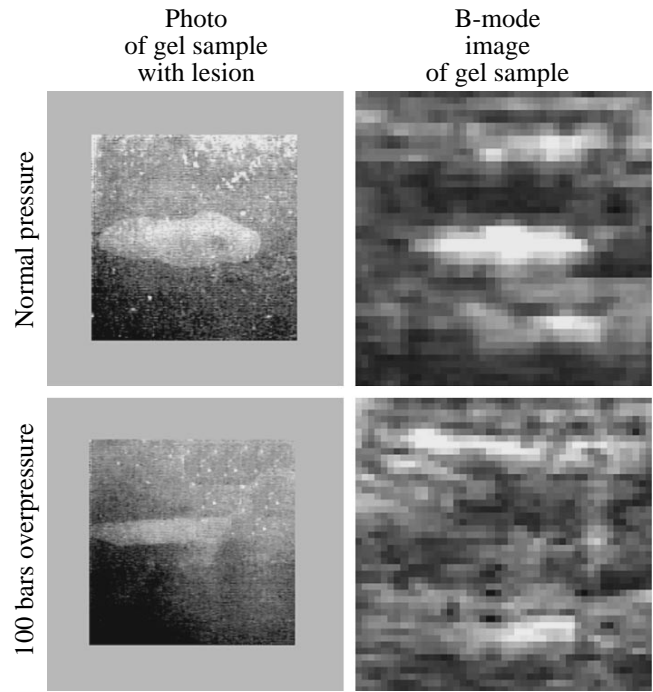 Photo
of gel sample
with lesion
B-mode
image
of gel sample
Normal pressure
100 bars overpressure